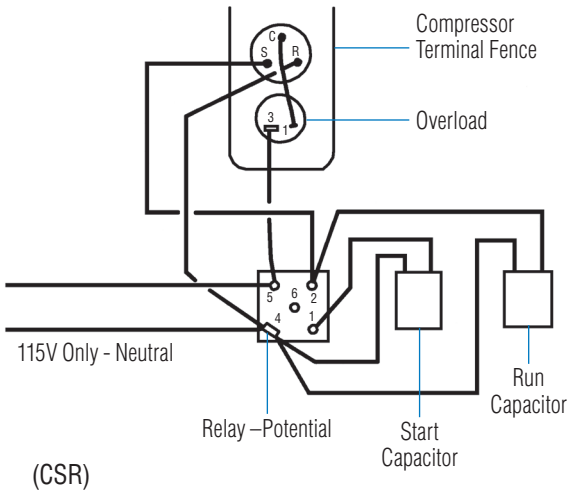 Compressor
Terminal Fence
C
S
R
Overload
3
1
5
6
2
4
1
115V Only - Neutral
Relay –Potential
Start
Capacitor
Run
Capacitor
(CSR)